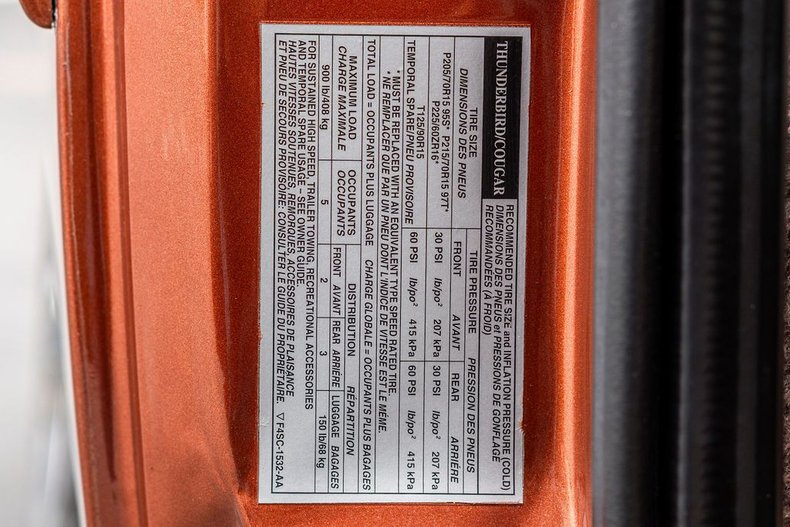 THUNDERBIRD/COUGAR
RECOMMENDED TIRE SIZE and INFLATION PRESSURE (COLD)
DIMENSIONS DES PNEUS et PRESSIONS DE GONFLAGE
RECOMMANDÉES (À FROID)
TIRE SIZE TIRE PRESSURE PRESSION DES PNEUS
DIMENSIONS DES PNEUS FRONT AVANT REAR ARRIÈRE
P205/70R15 95S* P215/70R15 97T* 30 PSI lb/po² 207 kPa 30 PSI lb/po² 207 kPa
P225/60ZR16*
TEMPORAL SPARE/PNEU PROVISOIRE 60 PSI lb/po² 415 kPa 60 PSI lb/po² 415 kPa
T125/90R15
*MUST BE REPLACED WITH AN EQUIVALENT TYPE SPEED RATED TIRE
*NE REMPLACER QUE PAR UN PNEU DONT L'INDICE DE VITESSE EST LE MÊME.
TOTAL LOAD = OCCUPANTS PLUS LUGGAGE CHARGE GLOBALE = OCCUPANTS PLUS BAGAGES
MAXIMUM LOAD OCCUPANTS DISTRIBUTION RÉPARTITION
CHARGE MAXIMALE OCCUPANTS FRONT AVANT REAR ARRIÈRE LUGGAGE BAGAGES
900 lb/408 kg 5 2 3 150 lb/68 kg
FOR SUSTAINED HIGH SPEED, TRAILER TOWING, RECREATIONAL ACCESSORIES
AND TEMPORAL SPARE USAGE – SEE OWNER GUIDE.
HAUTES VITESSES SOUTENUES, REMORQUES, ACCESSOIRES DE PLAISANCE
ET PNEU DE SECOURS PROVISOIRE: CONSULTER LE GUIDE DU PROPRIETAIRE. ▽ F4SC-1532-AA